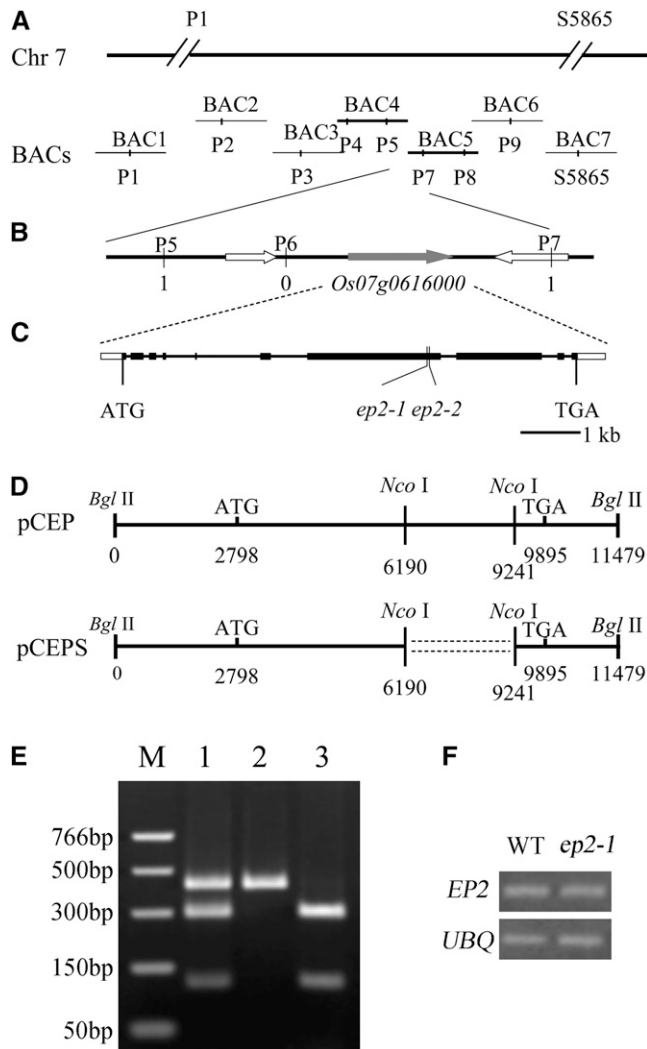 A
P1 S5865
Chr 7
BAC2 BAC4 BAC6
BACs BAC1 BAC3 BAC5 BAC7
P2 P4 P5 P9
P1 P3 P7 P8 S5865
B
P5 P6 P7
1 0 Os07g0616000 1
C
ATG ep2-1 ep2-2 TGA
1 kb
D
Bgl II ATG Nco I Nco I TGA Bgl II
pCEP
0 2798 6190 9241 9895 11479
Bgl II ATG Nco I Nco I TGA Bgl II
pCEPS
0 2798 6190 9241 9895 11479
E
M 1 2 3
766bp
500bp
300bp
150bp
50bp
F
WT ep2-1
EP2
UBQ